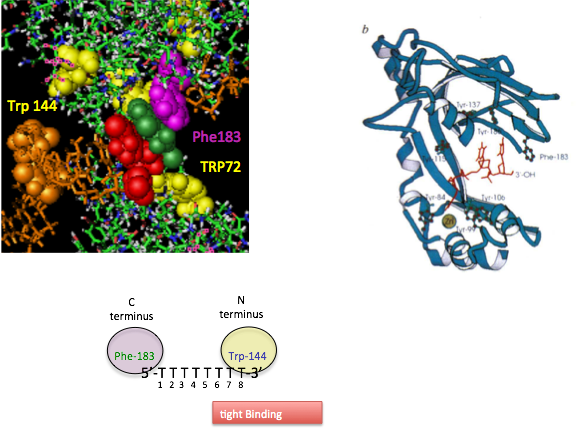 Trp 144
Phe183
TRP72
b
Tyr-137
Phe-183
3'-OH
Tyr-84
Tyr-106
Tyr-99
C
terminus
N
terminus
Phe-183
Trp-144
5'-T T T T T T T T-3'
1 2 3 4 5 6 7 8
tight Binding